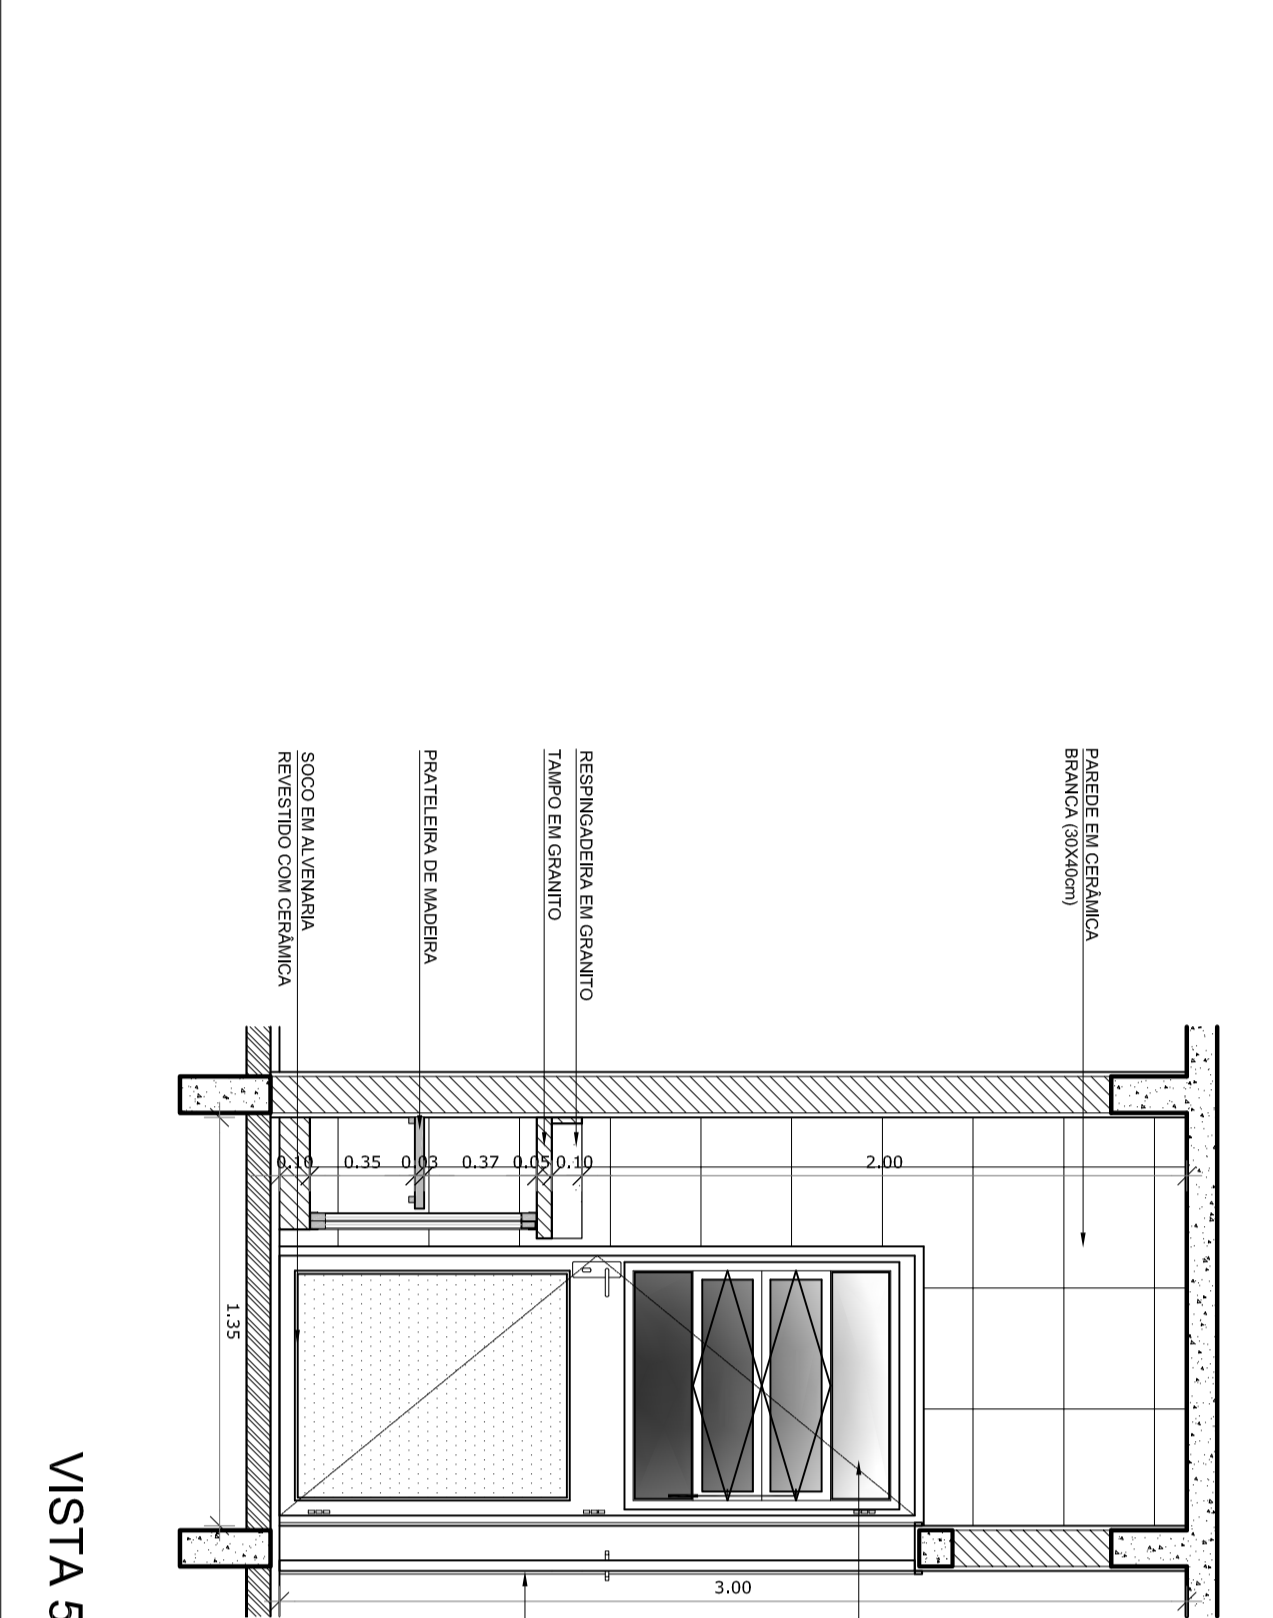 PAREDE EM CERÂMICA
BRANCA (30X40cm)
RESPINGADEIRA EM GRANITO
TAMPO EM GRANITO
PRATELEIRA DE MADEIRA
SOCO EM ALVENARIA
REVESTIDO COM CERÂMICA
2.00
0.10
0.05
0.37
0.03
0.35
0.10
1.35
3.00
VISTA 5